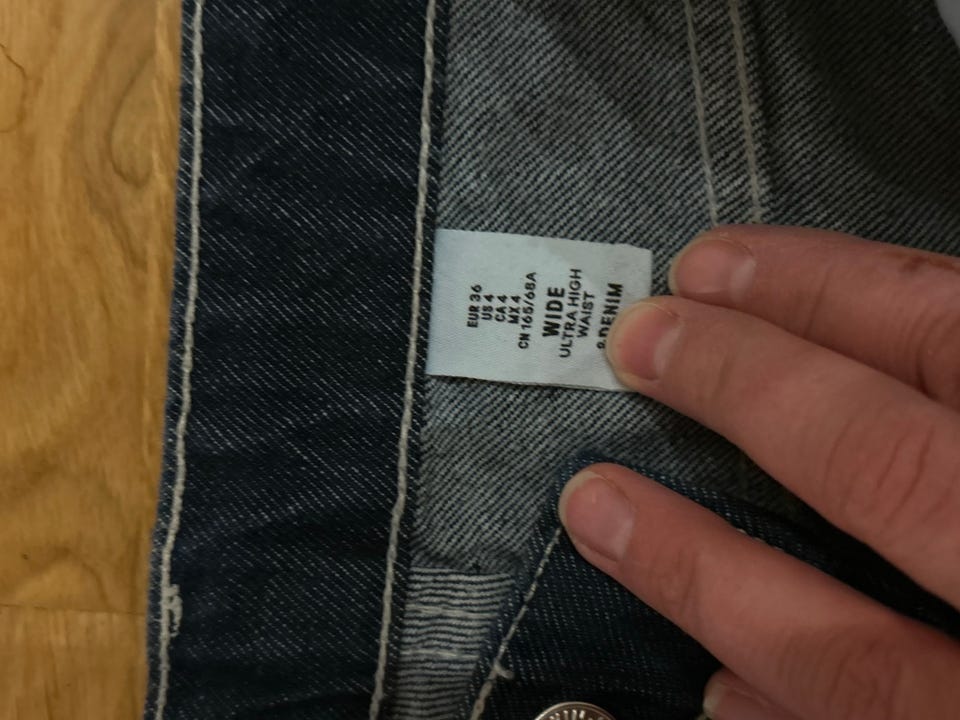 EUR 36
US 4
CA 4
MX 4
CN 165/68A
WIDE
ULTRA HIGH
WAIST
&DENIM